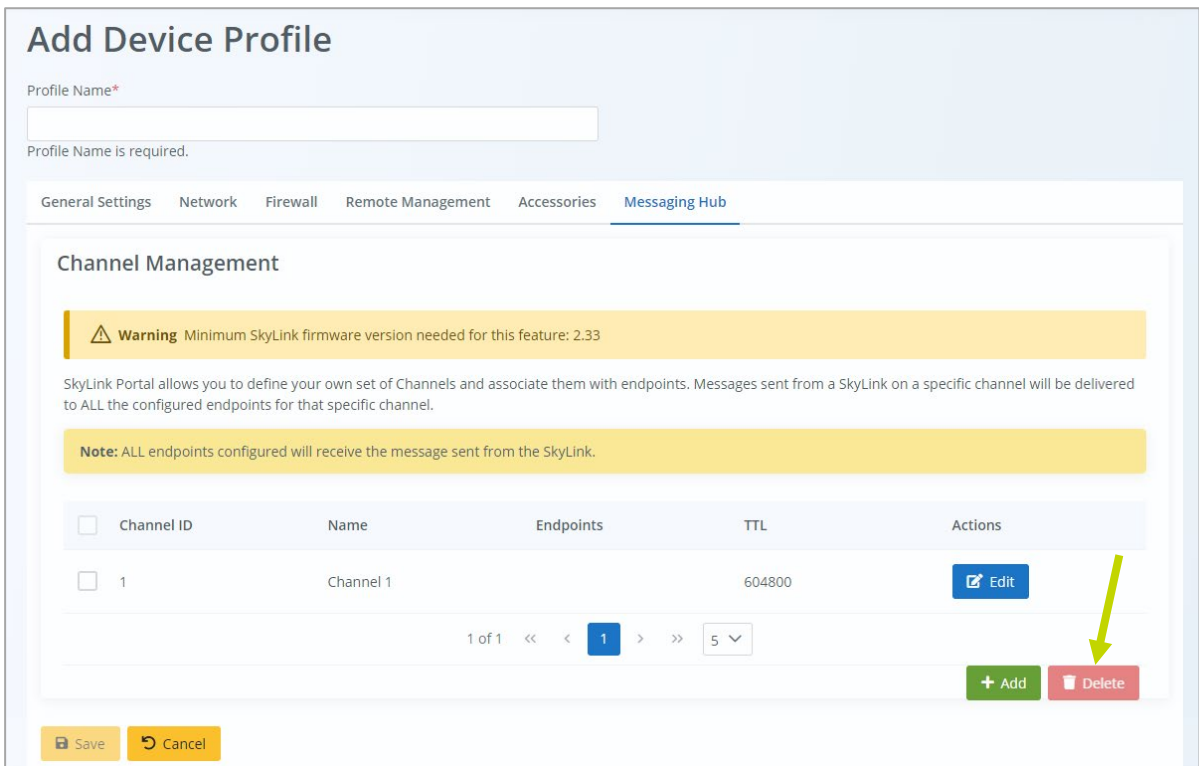 Add Device Profile
Profile Name*
Profile Name is required.
General Settings Network Firewall Remote Management Accessories Messaging Hub
Channel Management
Warning Minimum SkyLink firmware version needed for this feature: 2.33
SkyLink Portal allows you to define your own set of Channels and associate them with endpoints. Messages sent from a SkyLink on a specific channel will be delivered
to ALL the configured endpoints for that specific channel.
Note: ALL endpoints configured will receive the message sent from the SkyLink.
Channel ID Name Endpoints TTL Actions
1 Channel 1 604800 Edit
1 of 1 << < 1 > >> 5
+ Add Delete
Save Cancel